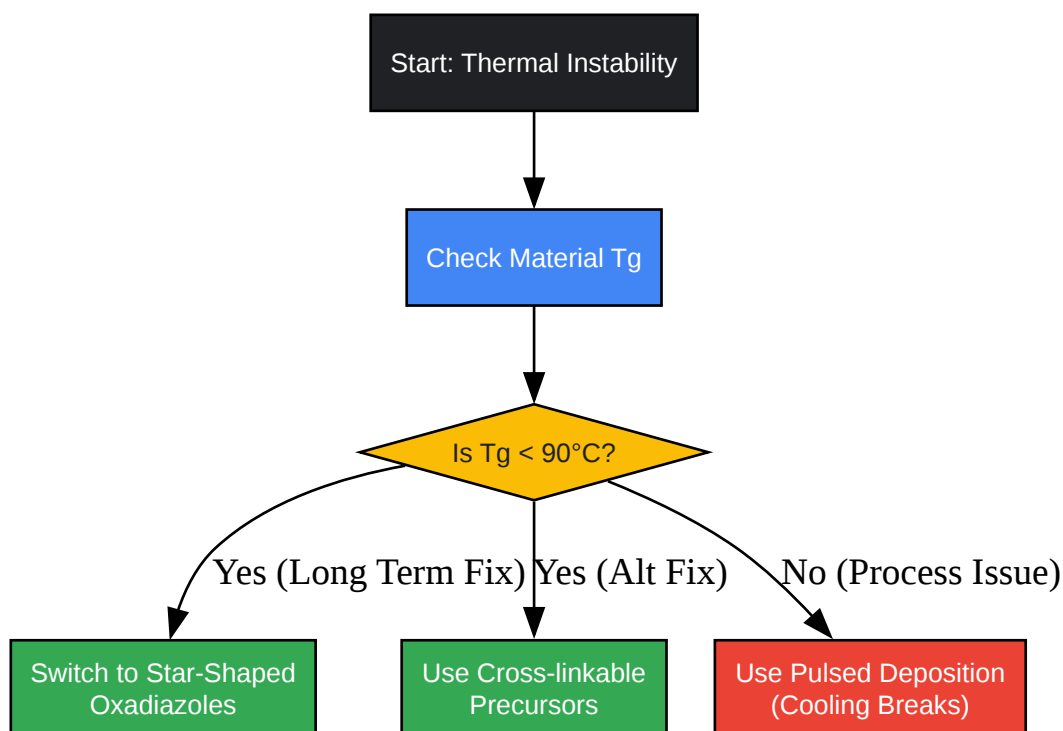 Start: Thermal Instability
Check Material Tg
Is Tg < 90°C?
Yes (Long Term Fix)
Yes (Alt Fix)
No (Process Issue)
Switch to Star-Shaped
Oxadiazoles
Use Cross-linkable
Precursors
Use Pulsed Deposition
(Cooling Breaks)